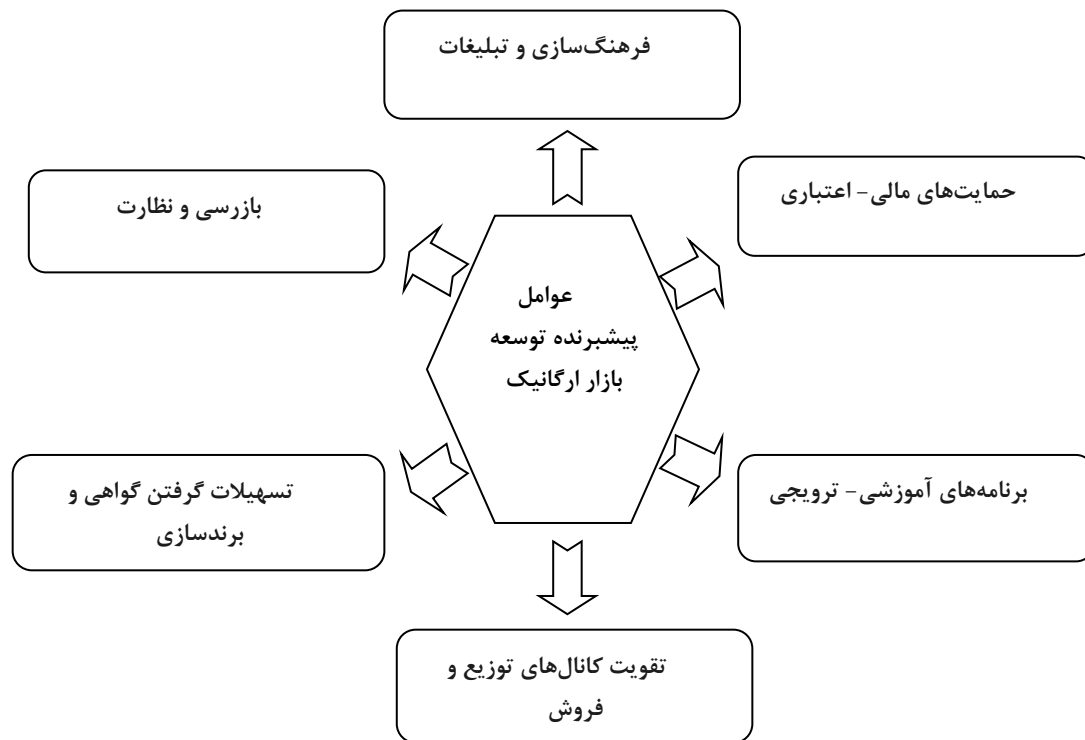 فرهنگ‌سازی و تبلیغات
حمایت‌های مالی- اعتباری
بازرسی و نظارت
عوامل
پیشبرنده توسعه
بازار ارگانیک
برنامه‌های آموزشی- ترویجی
تسهیلات گرفتن گواهی و
برندسازی
تقویت کانال‌های توزیع و
فروش